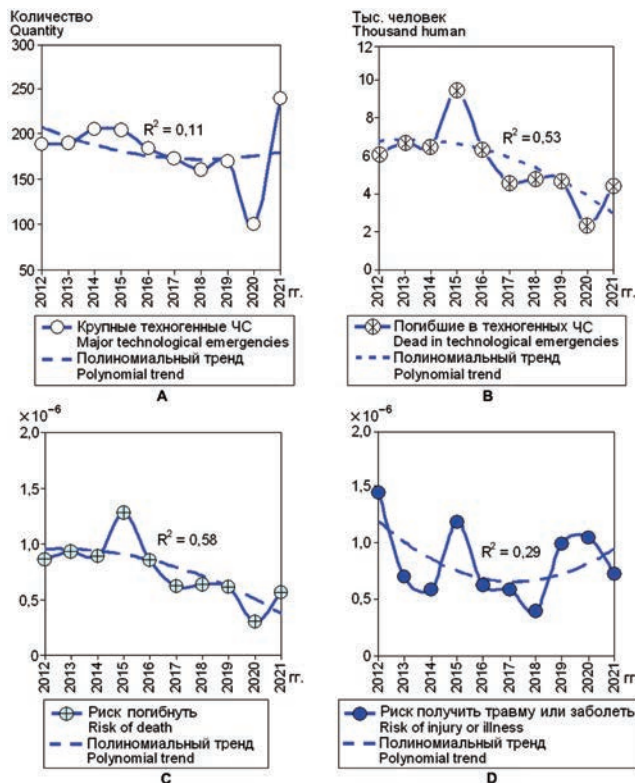 Количество
Quantity
300
250
200
150
100
50
R² = 0,11
2012
2013
2014
2015
2016
2017
2018
2019
2020
2021
гг.
Крупные техногенные ЧС
Major technological emergencies
Полиномиальный тренд
Polynomial trend
A
Тыс. человек
Thousand human
12
10
8
6
4
2
0
R² = 0,53
2012
2013
2014
2015
2016
2017
2018
2019
2020
2021
гг.
Погибшие в техногенных ЧС
Dead in technological emergencies
Полиномиальный тренд
Polynomial trend
B
×10⁻⁶
2,0
1,5
1,0
0,5
0
R² = 0,58
2012
2013
2014
2015
2016
2017
2018
2019
2020
2021
гг.
Риск погибнуть
Risk of death
Полиномиальный тренд
Polynomial trend
C
×10⁻⁶
2,0
1,5
1,0
0,5
0
R² = 0,29
2012
2013
2014
2015
2016
2017
2018
2019
2020
2021
гг.
Риск получить травму или заболеть
Risk of injury or illness
Полиномиальный тренд
Polynomial trend
D